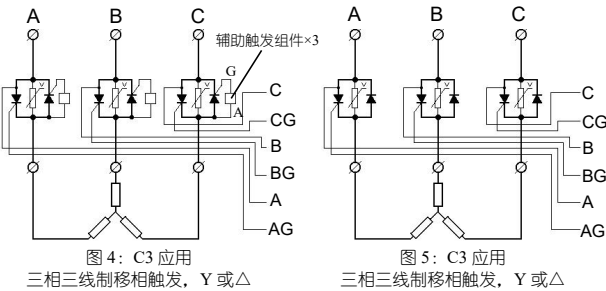 A B C
辅助触发组件×3
G
A
C
CG
B
BG
A
AG
图 4：C3 应用
三相三线制移相触发，Y 或△
A B C
C
CG
B
BG
A
AG
图 5：C3 应用
三相三线制移相触发，Y 或△